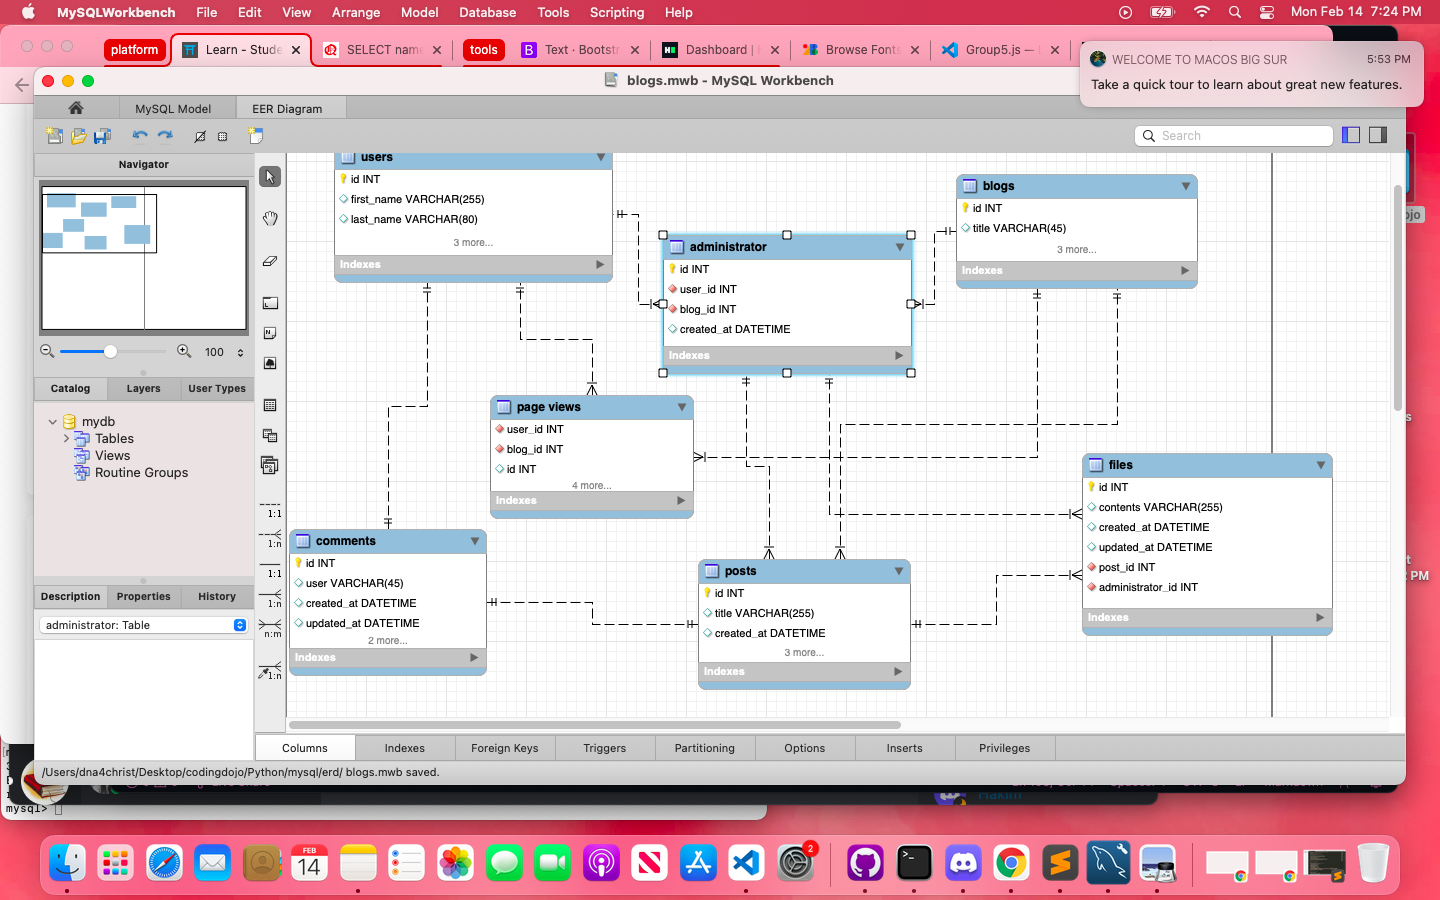 MySQLWorkbench File Edit View Arrange Model Database Tools Scripting Help Mon Feb 14 7:24 PM
platform Learn - Stude SELECT name tools Text · Bootstr Dashboard | Browse Fonts Group5.js —
WELCOME TO MACOS BIG SUR 5:53 PM
Take a quick tour to learn about great new features.
blogs.mwb - MySQL Workbench
MySQL Model EER Diagram
Search
Navigator
100
Catalog Layers User Types
mydb
Tables
Views
Routine Groups
Description Properties History
administrator: Table
1:1
1:n
1:1
1:n
n:m
1:n
users
id INT
first_name VARCHAR(255)
last_name VARCHAR(80)
3 more...
Indexes
administrator
id INT
user_id INT
blog_id INT
created_at DATETIME
Indexes
blogs
id INT
title VARCHAR(45)
3 more...
Indexes
page views
user_id INT
blog_id INT
id INT
4 more...
Indexes
files
id INT
contents VARCHAR(255)
created_at DATETIME
updated_at DATETIME
post_id INT
administrator_id INT
Indexes
comments
id INT
user VARCHAR(45)
created_at DATETIME
updated_at DATETIME
2 more...
Indexes
posts
id INT
title VARCHAR(255)
created_at DATETIME
3 more...
Indexes
Columns Indexes Foreign Keys Triggers Partitioning Options Inserts Privileges
/Users/dna4christ/Desktop/codingdojo/Python/mysql/erd/ blogs.mwb saved.
mysql>
FEB
14
2